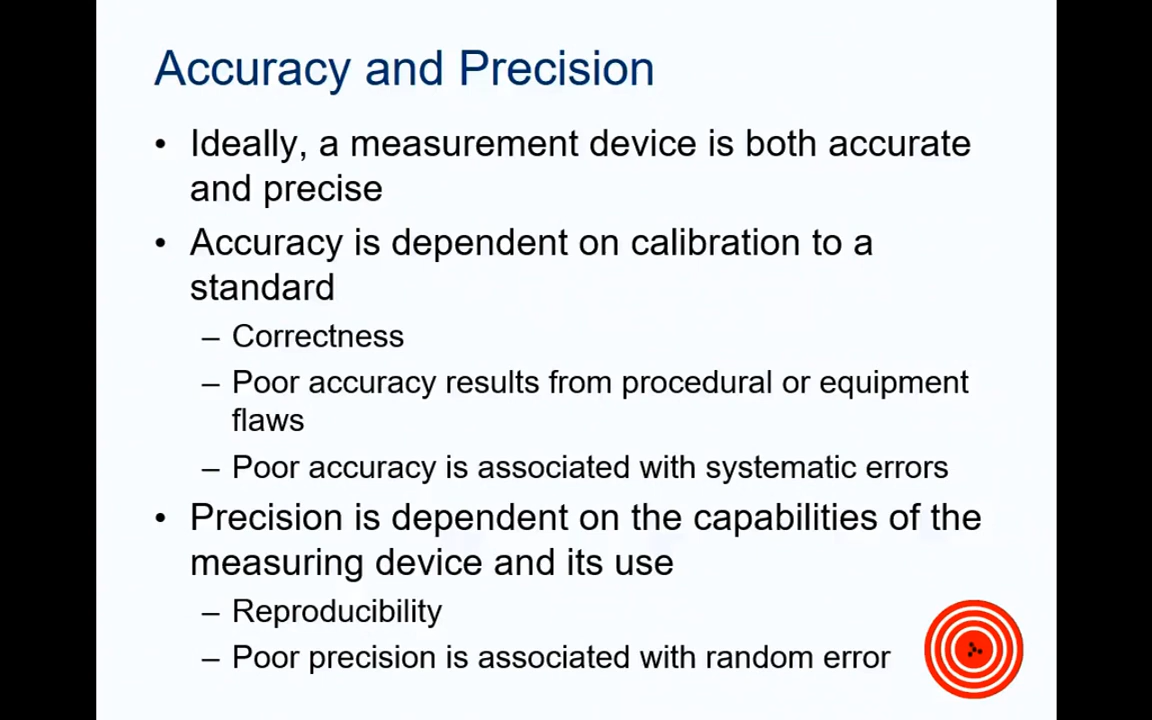 Accuracy and Precision
• Ideally, a measurement device is both accurate
and precise
• Accuracy is dependent on calibration to a
standard
– Correctness
– Poor accuracy results from procedural or equipment
flaws
– Poor accuracy is associated with systematic errors
• Precision is dependent on the capabilities of the
measuring device and its use
– Reproducibility
– Poor precision is associated with random error